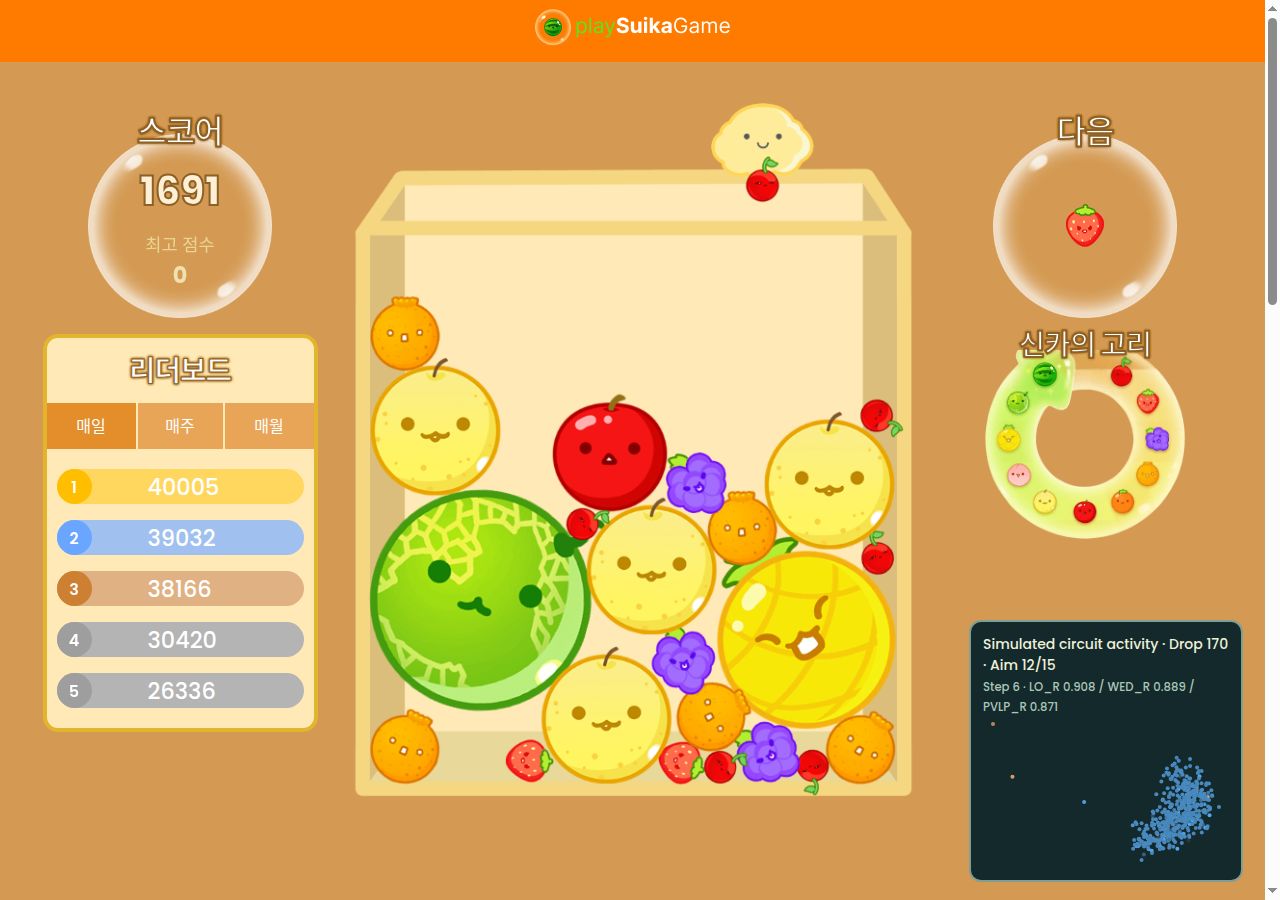 playSuikaGame
스코어
1691
최고 점수
0
다음
신카의 고리
리더보드
매일 매주 매월
1 40005
2 39032
3 38166
4 30420
5 26336
Simulated circuit activity · Drop 170
· Aim 12/15
Step 6 · LO_R 0.908 / WED_R 0.889 /
PVLP_R 0.871